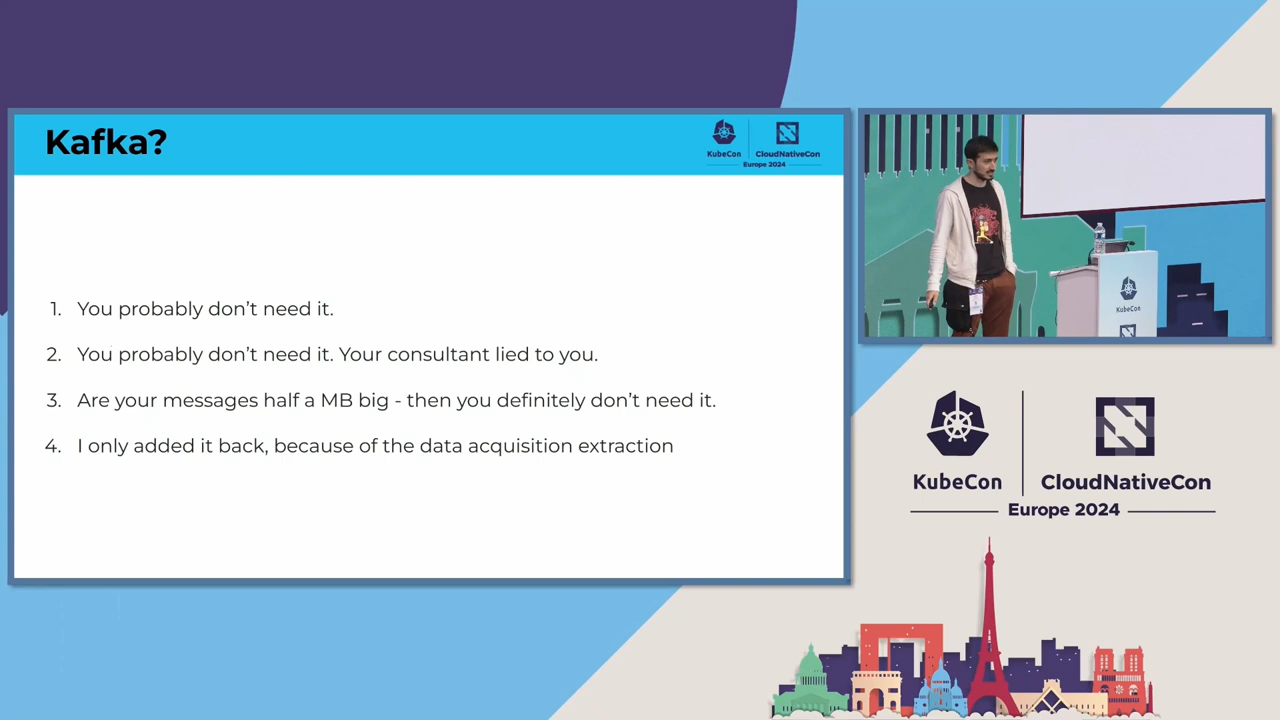 Kafka?
KubeCon
CloudNativeCon
Europe 2024
1. You probably don’t need it.
2. You probably don’t need it. Your consultant lied to you.
3. Are your messages half a MB big - then you definitely don’t need it.
4. I only added it back, because of the data acquisition extraction
KubeCon
KubeCon
CloudNativeCon
Europe 2024